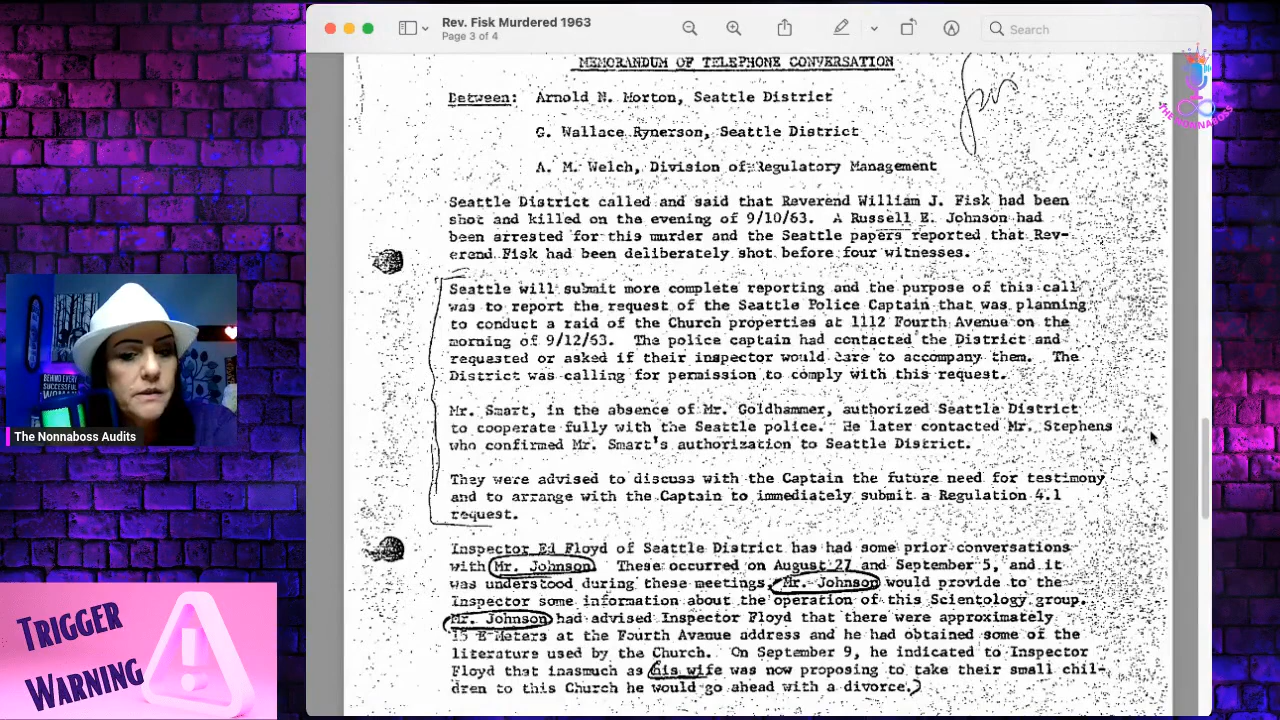 Rev. Fisk Murdered 1963
Page 3 of 4
Search
MEMORANDUM OF TELEPHONE CONVERSATION
Between: Arnold N. Morton, Seattle District
G. Wallace Rynerson, Seattle District
A. M. Welch, Division of Regulatory Management
Seattle District called and said that Reverend William J. Fisk had been
shot and killed on the evening of 9/10/63. A Russell E. Johnson had
been arrested for this murder and the Seattle papers reported that Rev-
erend Fisk had been deliberately shot before four witnesses.
Seattle will submit more complete reporting and the purpose of this call
was to report the request of the Seattle Police Captain that was planning
to conduct a raid of the Church properties at 1112 Fourth Avenue on the
morning of 9/12/63. The police captain had contacted the District and
requested or asked if their inspector would care to accompany them. The
District was calling for permission to comply with this request.
Mr. Smart, in the absence of Mr. Goldhammer, authorized Seattle District
to cooperate fully with the Seattle police. He later contacted Mr. Stephens
who confirmed Mr. Smart's authorization to Seattle District.
They were advised to discuss with the Captain the future need for testimony
and to arrange with the Captain to immediately submit a Regulation 4.1
request.
Inspector Ed Floyd of Seattle District has had some prior conversations
with Mr. Johnson. These occurred on August 27 and September 5, and it
was understood during these meetings Mr. Johnson would provide to the
Inspector some information about the operation of this Scientology group.
Mr. Johnson had advised Inspector Floyd that there were approximately
15 E Meters at the Fourth Avenue address and he had obtained some of the
literature used by the Church. On September 9, he indicated to Inspector
Floyd that inasmuch as his wife was now proposing to take their small chil-
dren to this Church he would go ahead with a divorce.)
THE NONNABOSS
BEHIND EVERY
SUCCESSFUL
WOMAN
The Nonnaboss Audits
TRIGGER
WARNING